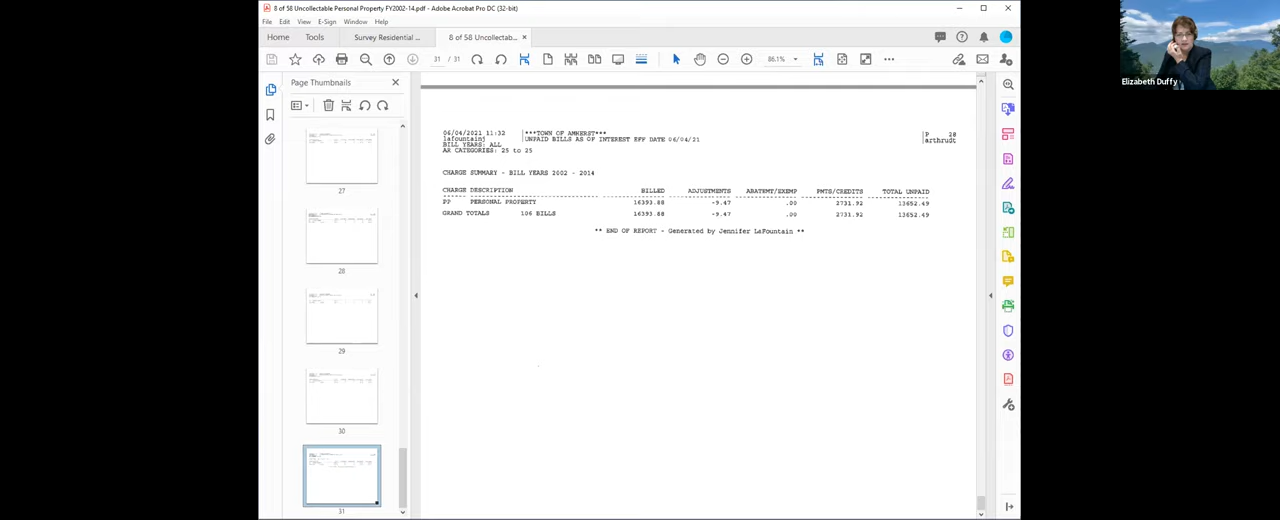 8 of 58 Uncollectable Personal Property FY2002-14.pdf - Adobe Acrobat Pro DC (32-bit)
File Edit View E-Sign Window Help
Home Tools Survey Residential ... 8 of 58 Uncollectab... ×
31 / 31 86.1%
Page Thumbnails
27
28
29
30
31
06/04/2021 11:32 ***TOWN OF AMHERST*** P 28
lafountainj UNPAID BILLS AS OF INTEREST EFF DATE 06/04/21 arthrudt
BILL YEARS: ALL
AR CATEGORIES: 25 to 25
CHARGE SUMMARY - BILL YEARS 2002 - 2014
CHARGE DESCRIPTION BILLED ADJUSTMENTS ABATEMT/EXEMP PMTS/CREDITS TOTAL UNPAID
PP PERSONAL PROPERTY 16393.88 -9.47 .00 2731.92 13652.49
GRAND TOTALS 106 BILLS 16393.88 -9.47 .00 2731.92 13652.49
** END OF REPORT - Generated by Jennifer LaFountain **
Elizabeth Duffy